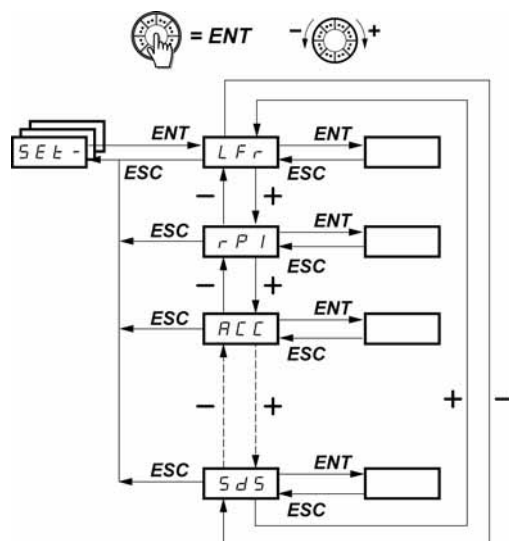 = ENT - +
ENT ENT
SEt- LFr
ESC ESC
- +
ESC rPI ENT
ESC
- +
ESC ACC ENT
ESC
- + + -
ESC SdS ENT
ESC